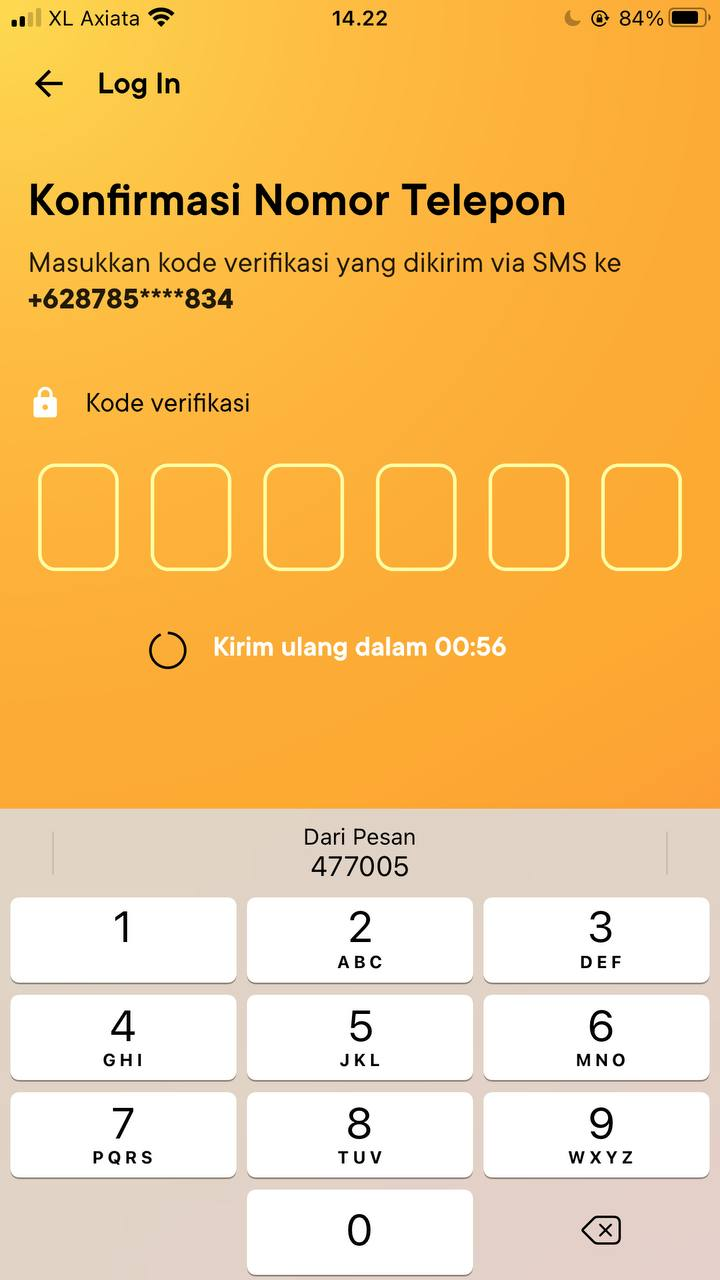 XL Axiata 14.22 84%
Log In
Konfirmasi Nomor Telepon
Masukkan kode verifikasi yang dikirim via SMS ke
+628785****834
Kode verifikasi
Kirim ulang dalam 00:56
Dari Pesan
477005
1 2 3
ABC DEF
4 5 6
GHI JKL MNO
7 8 9
PQRS TUV WXYZ
0